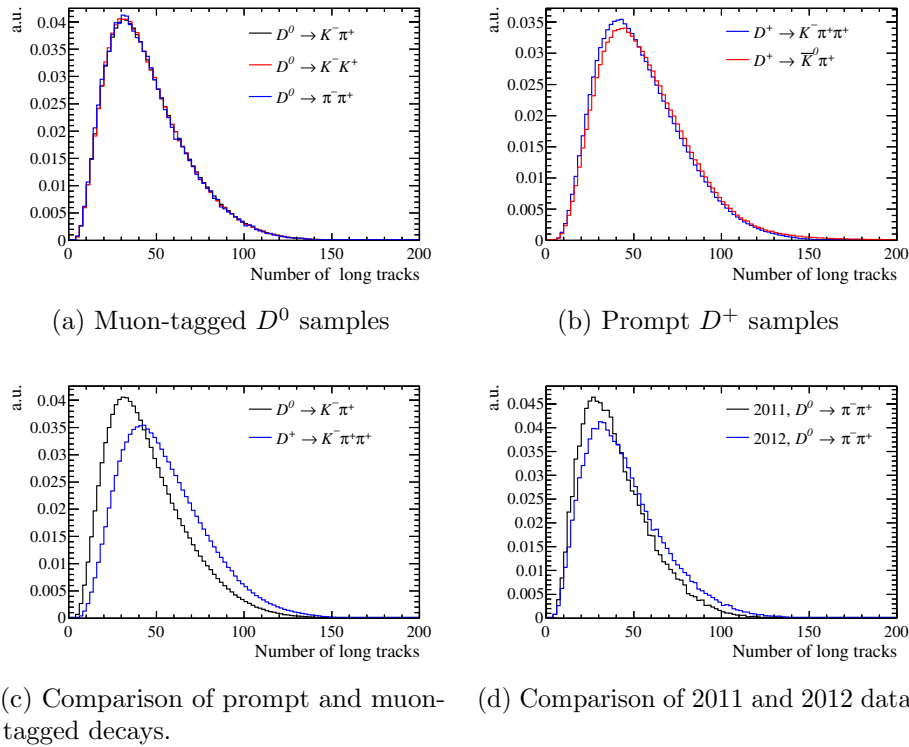 a.u.
0.04
0.035
0.03
0.025
0.02
0.015
0.01
0.005
0
0 50 100 150 200
Number of long tracks
D⁰ → K⁻π⁺
D⁰ → K⁻K⁺
D⁰ → π⁻π⁺
(a) Muon-tagged D⁰ samples
a.u.
0.035
0.03
0.025
0.02
0.015
0.01
0.005
0
0 50 100 150 200
Number of long tracks
D⁺ → K⁻π⁺π⁺
D⁺ → K̅⁰π⁺
(b) Prompt D⁺ samples
a.u.
0.04
0.035
0.03
0.025
0.02
0.015
0.01
0.005
0
0 50 100 150 200
Number of long tracks
D⁰ → K⁻π⁺
D⁺ → K⁻π⁺π⁺
(c) Comparison of prompt and muon-
tagged decays.
a.u.
0.045
0.04
0.035
0.03
0.025
0.02
0.015
0.01
0.005
0
0 50 100 150 200
Number of long tracks
2011, D⁰ → π⁻π⁺
2012, D⁰ → π⁻π⁺
(d) Comparison of 2011 and 2012 data